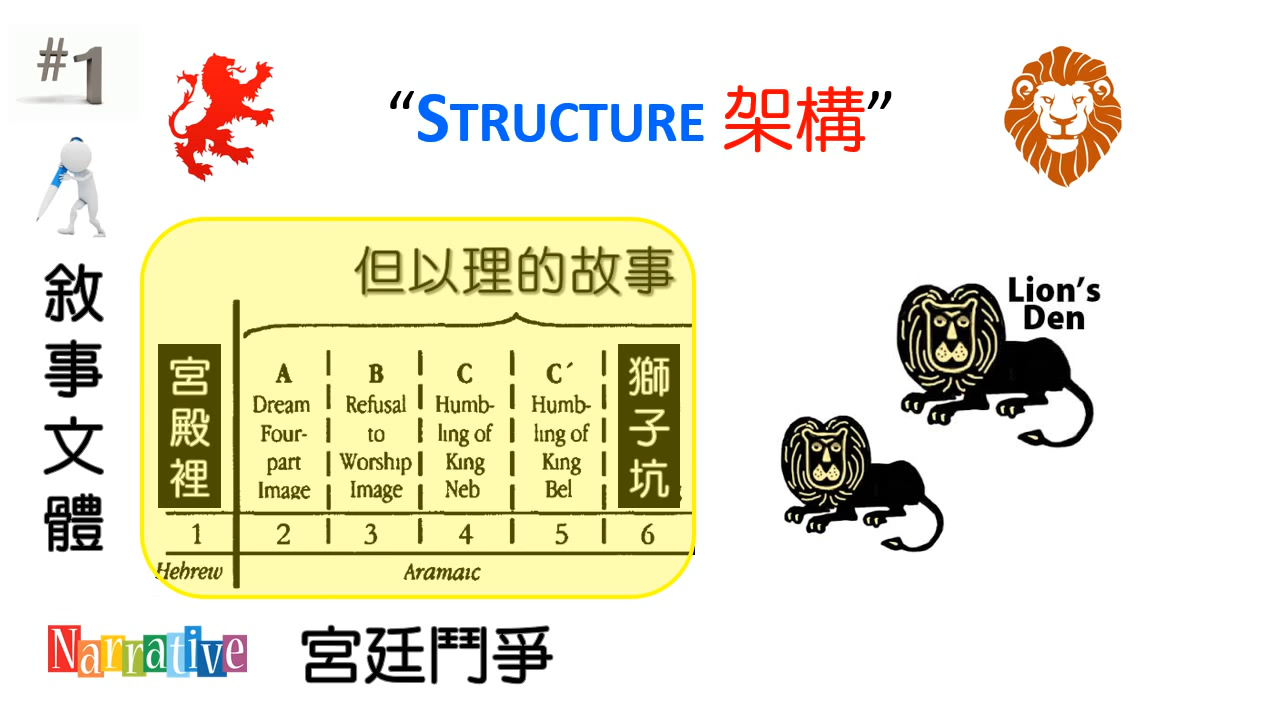 #1
“STRUCTURE 架構”
敘事文體
但以理的故事
宮殿裡
A
Dream
Four-
part
Image
B
Refusal
to
Worship
Image
C
Humb-
ling of
King
Neb
C´
Humb-
ling of
King
Bel
獅子坑
1 2 3 4 5 6
Hebrew Aramaic
Lion’s
Den
Narrative
宮廷鬥爭